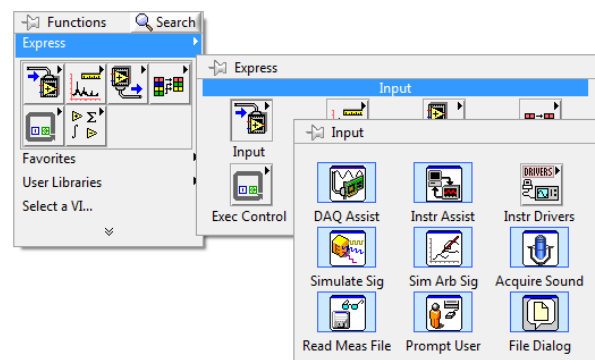 Functions Search
Express
Favorites
User Libraries
Select a VI...
Express
Input
Input
Exec Control
Input
DRIVERS
DAQ Assist Instr Assist Instr Drivers
Simulate Sig Sim Arb Sig Acquire Sound
Read Meas File Prompt User File Dialog